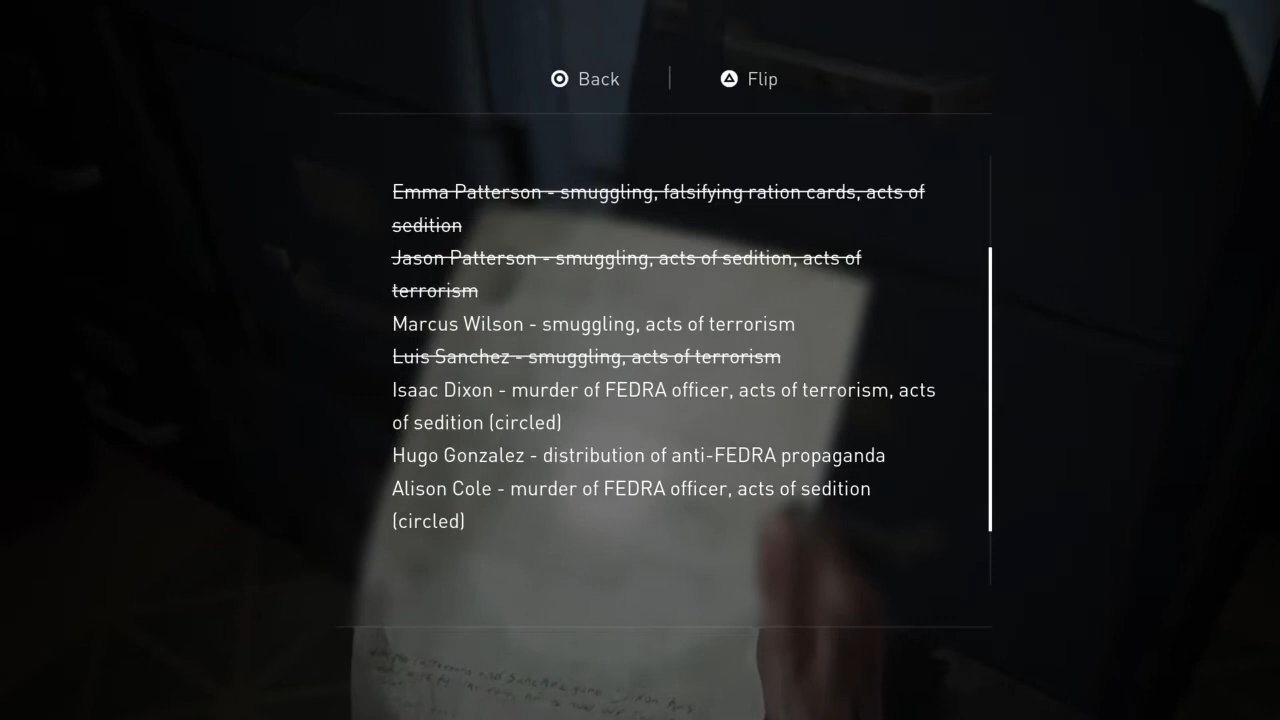 Back | Flip
Emma Patterson - smuggling, falsifying ration cards, acts of
sedition
Jason Patterson - smuggling, acts of sedition, acts of
terrorism
Marcus Wilson - smuggling, acts of terrorism
Luis Sanchez - smuggling, acts of terrorism
Isaac Dixon - murder of FEDRA officer, acts of terrorism, acts
of sedition (circled)
Hugo Gonzalez - distribution of anti-FEDRA propaganda
Alison Cole - murder of FEDRA officer, acts of sedition
(circled)